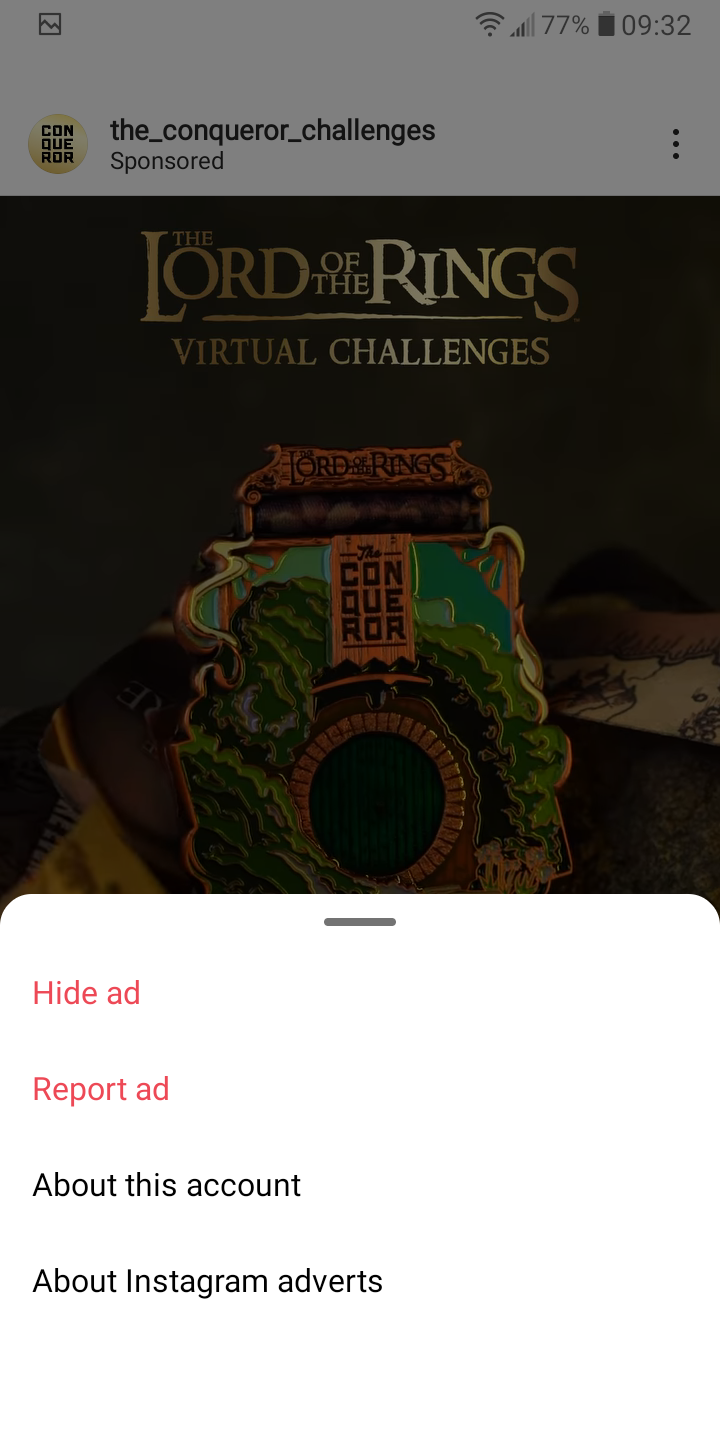 77% 09:32
CON
QUE
ROR
the_conqueror_challenges
Sponsored
THE
LORD OF THE RINGS
VIRTUAL CHALLENGES
THE LORD OF THE RINGS
The
CON
QUE
ROR
Hide ad
Report ad
About this account
About Instagram adverts